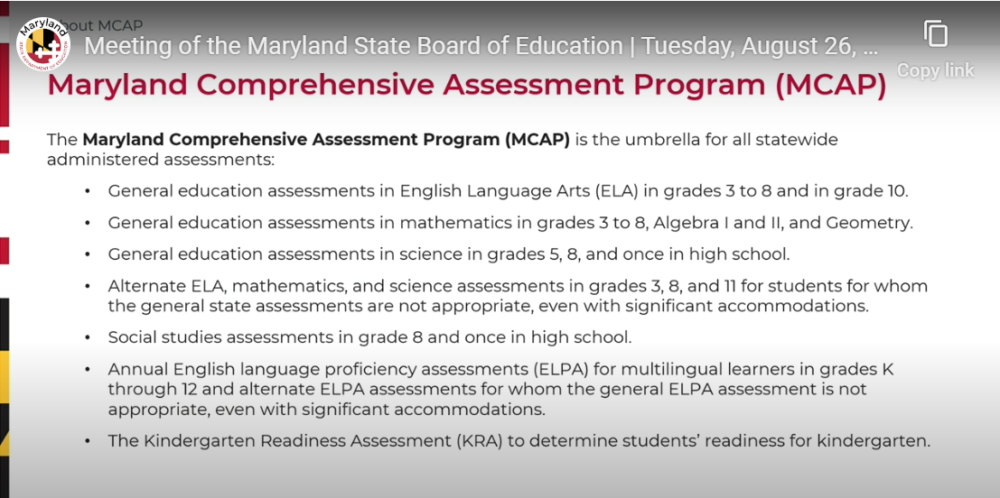 About MCAP
Maryland
STATE DEPARTMENT OF EDUCATION
Meeting of the Maryland State Board of Education | Tuesday, August 26, ...
Copy link
Maryland Comprehensive Assessment Program (MCAP)
The Maryland Comprehensive Assessment Program (MCAP) is the umbrella for all statewide
administered assessments:
• General education assessments in English Language Arts (ELA) in grades 3 to 8 and in grade 10.
• General education assessments in mathematics in grades 3 to 8, Algebra I and II, and Geometry.
• General education assessments in science in grades 5, 8, and once in high school.
• Alternate ELA, mathematics, and science assessments in grades 3, 8, and 11 for students for whom
the general state assessments are not appropriate, even with significant accommodations.
• Social studies assessments in grade 8 and once in high school.
• Annual English language proficiency assessments (ELPA) for multilingual learners in grades K
through 12 and alternate ELPA assessments for whom the general ELPA assessment is not
appropriate, even with significant accommodations.
• The Kindergarten Readiness Assessment (KRA) to determine students’ readiness for kindergarten.